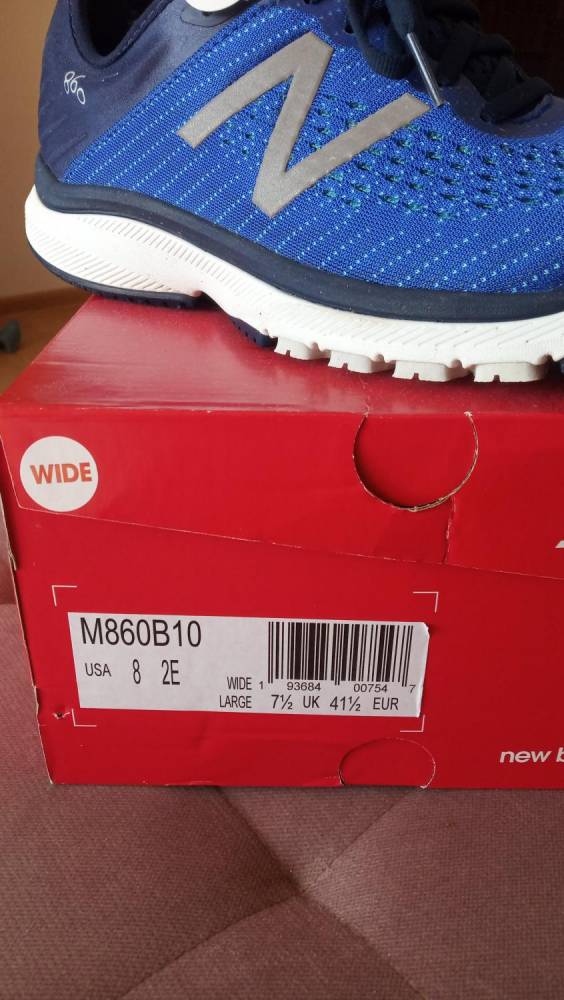 860
N
WIDE
M860B10
USA 8 2E
WIDE 1 93684 00754 7
LARGE 7½ UK 41½ EUR
new b